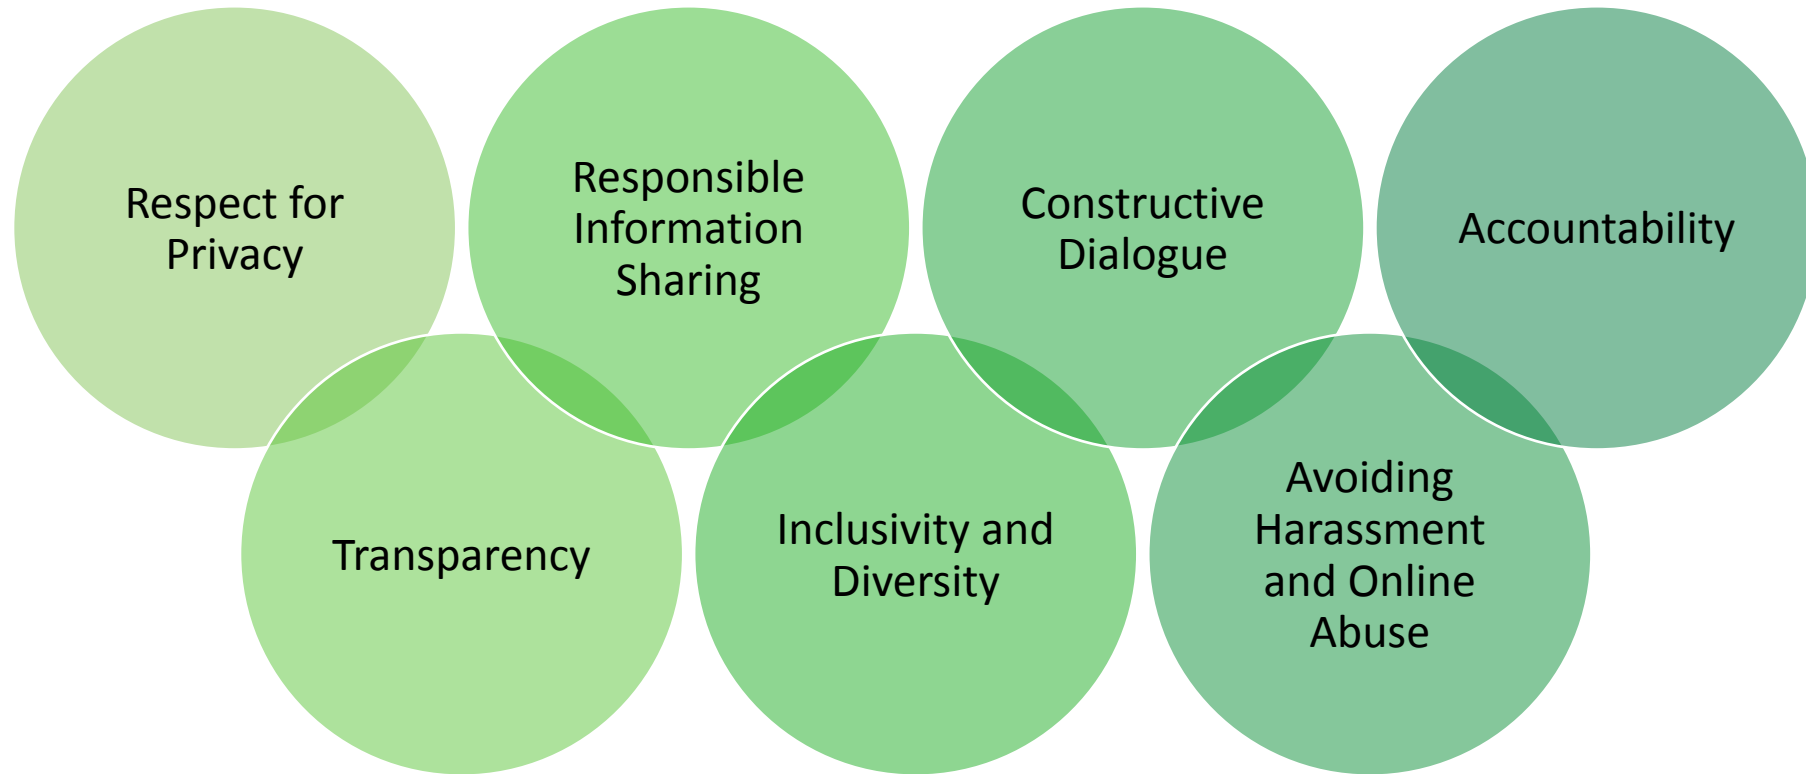 Respect for
Privacy
Responsible
Information
Sharing
Constructive
Dialogue
Accountability
Transparency
Inclusivity and
Diversity
Avoiding
Harassment
and Online
Abuse